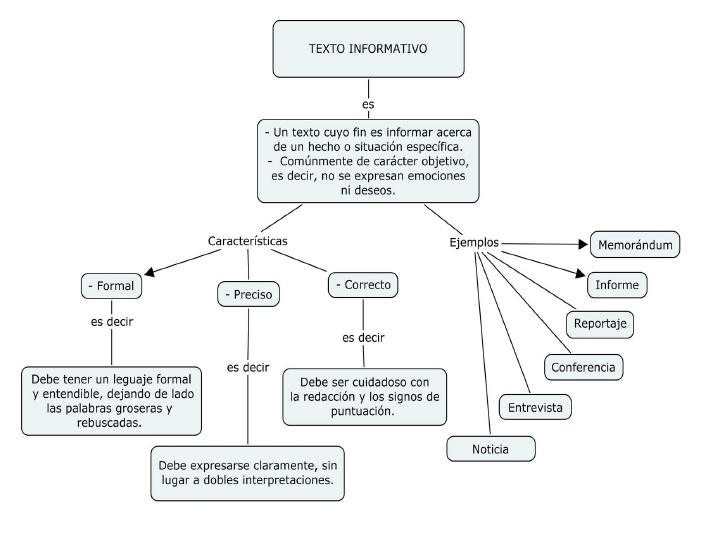 TEXTO INFORMATIVO
es
- Un texto cuyo fin es informar acerca
de un hecho o situación específica.
- Comúnmente de carácter objetivo,
es decir, no se expresan emociones
ni deseos.
Características
Ejemplos
Memorándum
- Formal
- Preciso
- Correcto
Informe
es decir
es decir
es decir
Reportaje
Conferencia
Entrevista
Noticia
Debe tener un leguaje formal
y entendible, dejando de lado
las palabras groseras y
rebuscadas.
Debe ser cuidadoso con
la redacción y los signos de
puntuación.
Debe expresarse claramente, sin
lugar a dobles interpretaciones.